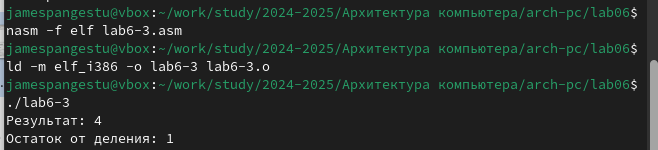 jamespangestu@vbox:~/work/study/2024-2025/Архитектура компьютера/arch-pc/lab06$
nasm -f elf lab6-3.asm
jamespangestu@vbox:~/work/study/2024-2025/Архитектура компьютера/arch-pc/lab06$
ld -m elf_i386 -o lab6-3 lab6-3.o
jamespangestu@vbox:~/work/study/2024-2025/Архитектура компьютера/arch-pc/lab06$
./lab6-3
Результат: 4
Остаток от деления: 1